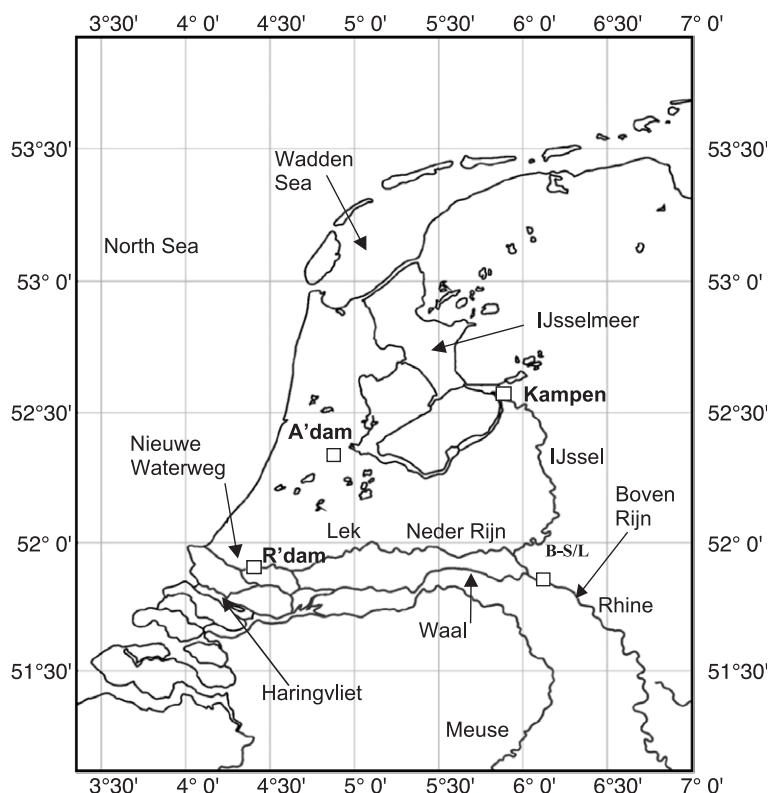 3°30' 4° 0' 4°30' 5° 0' 5°30' 6° 0' 6°30' 7° 0'
53°30' 53°30'
Wadden
Sea
North Sea
53° 0' 53° 0'
IJsselmeer
Kampen
52°30' 52°30'
A'dam
Nieuwe
Waterweg
IJssel
Boven
Rijn
Lek Neder Rijn
52° 0' 52° 0'
B-S/L
R'dam
Rhine
Waal
51°30' 51°30'
Haringvliet
Meuse
3°30' 4° 0' 4°30' 5° 0' 5°30' 6° 0' 6°30' 7° 0'